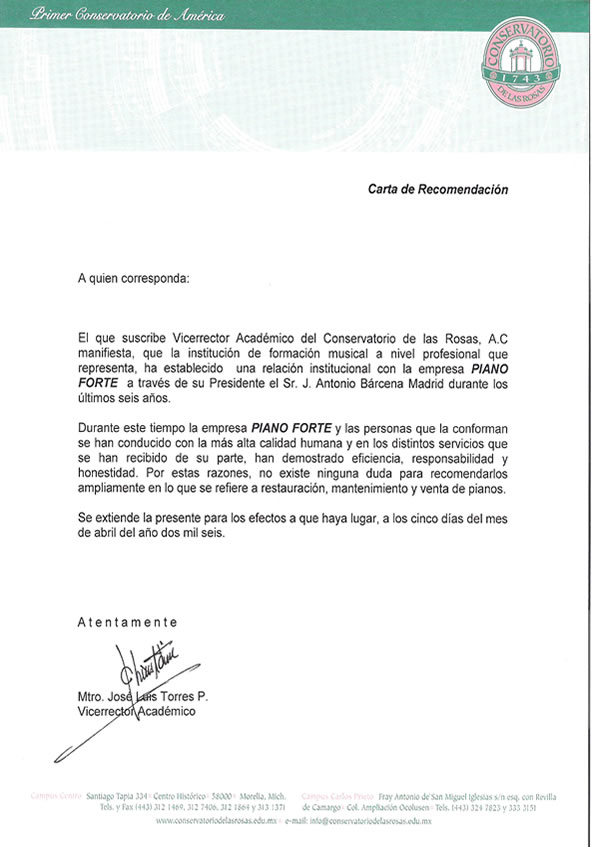 Primer Conservatorio de América
CONSERVATORIO
1743
DE LAS ROSAS
Carta de Recomendación
A quien corresponda:
El que suscribe Vicerrector Académico del Conservatorio de las Rosas, A.C
manifiesta, que la institución de formación musical a nivel profesional que
representa, ha establecido una relación institucional con la empresa PIANO
FORTE a través de su Presidente el Sr. J. Antonio Bárcena Madrid durante los
últimos seis años.
Durante este tiempo la empresa PIANO FORTE y las personas que la conforman
se han conducido con la más alta calidad humana y en los distintos servicios que
se han recibido de su parte, han demostrado eficiencia, responsabilidad y
honestidad. Por estas razones, no existe ninguna duda para recomendarlos
ampliamente en lo que se refiere a restauración, mantenimiento y venta de pianos.
Se extiende la presente para los efectos a que haya lugar, a los cinco días del mes
de abril del año dos mil seis.
Atentamente
Mtro. José Luis Torres P.
Vicerrector Académico
Campus Centro Santiago Tapia 334 Centro Histórico 58000 Morelia, Mich.
Tels. y Fax (443) 312 1469, 312 7406, 312 1864 y 313 1371
Campus Carlos Prieto Fray Antonio de San Miguel Iglesias s/n esq. con Revilla
de Camargo Col. Ampliación Ocolusen Tels. (443) 324 7823 y 333 3151
www.conservatoriodelasrosas.edu.mx e-mail: info@conservatoriodelasrosas.edu.mx